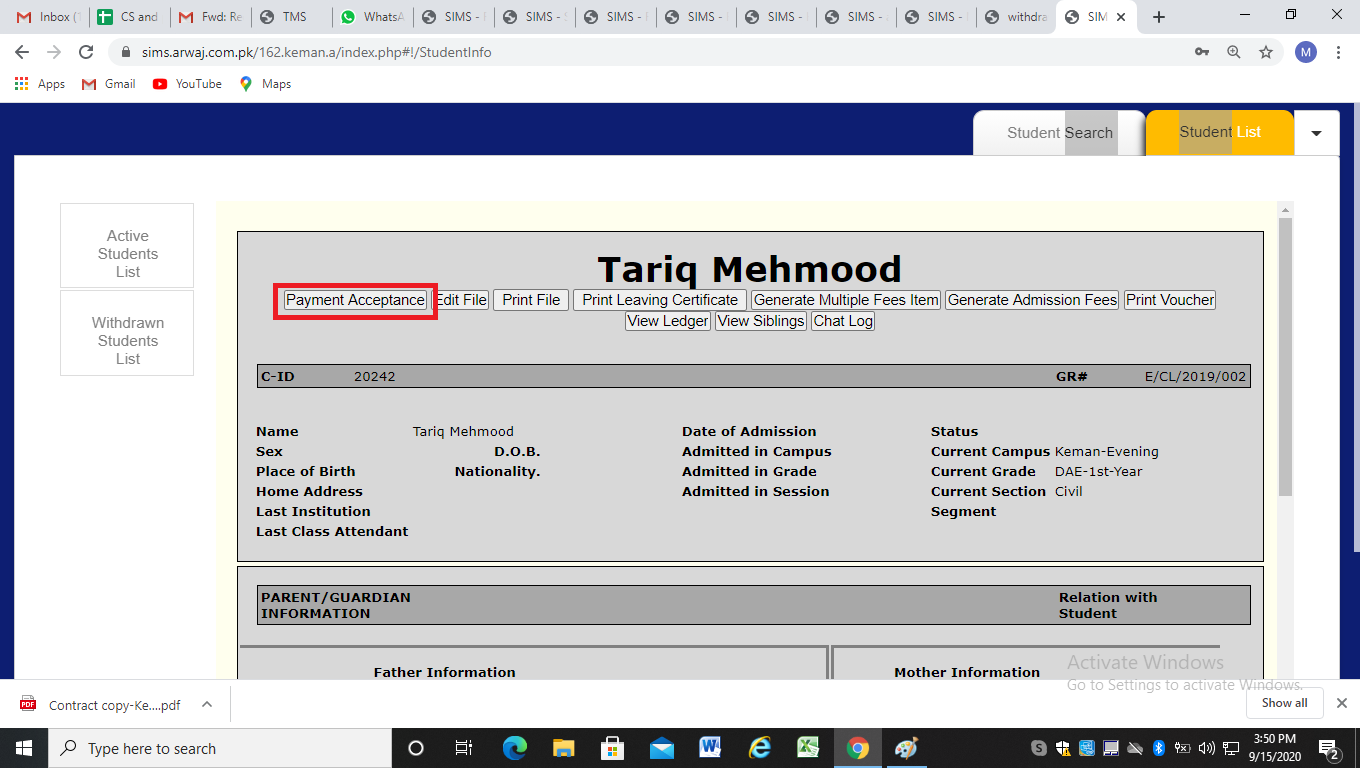 Inbox (1
CS and
Fwd: Re
TMS
WhatsA
SIMS -
SIMS -
SIMS -
SIMS -
SIMS -
SIMS -
SIMS -
withdra
SIM
sims.arwaj.com.pk/162.keman.a/index.php#!/StudentInfo
M
Apps
Gmail
YouTube
Maps
Student Search
Student List
Active
Students
List
Withdrawn
Students
List
Tariq Mehmood
Payment Acceptance Edit File Print File Print Leaving Certificate Generate Multiple Fees Item Generate Admission Fees Print Voucher
View Ledger View Siblings Chat Log
C-ID 20242 GR# E/CL/2019/002
Name Tariq Mehmood Date of Admission Status
Sex D.O.B. Admitted in Campus Current Campus Keman-Evening
Place of Birth Nationality. Admitted in Grade Current Grade DAE-1st-Year
Home Address Admitted in Session Current Section Civil
Last Institution Segment
Last Class Attendant
PARENT/GUARDIAN Relation with
INFORMATION Student
Father Information Mother Information
Activate Windows
Go to Settings to activate Windows.
Contract copy-Ke....pdf
Show all
Type here to search
3:50 PM
9/15/2020
2